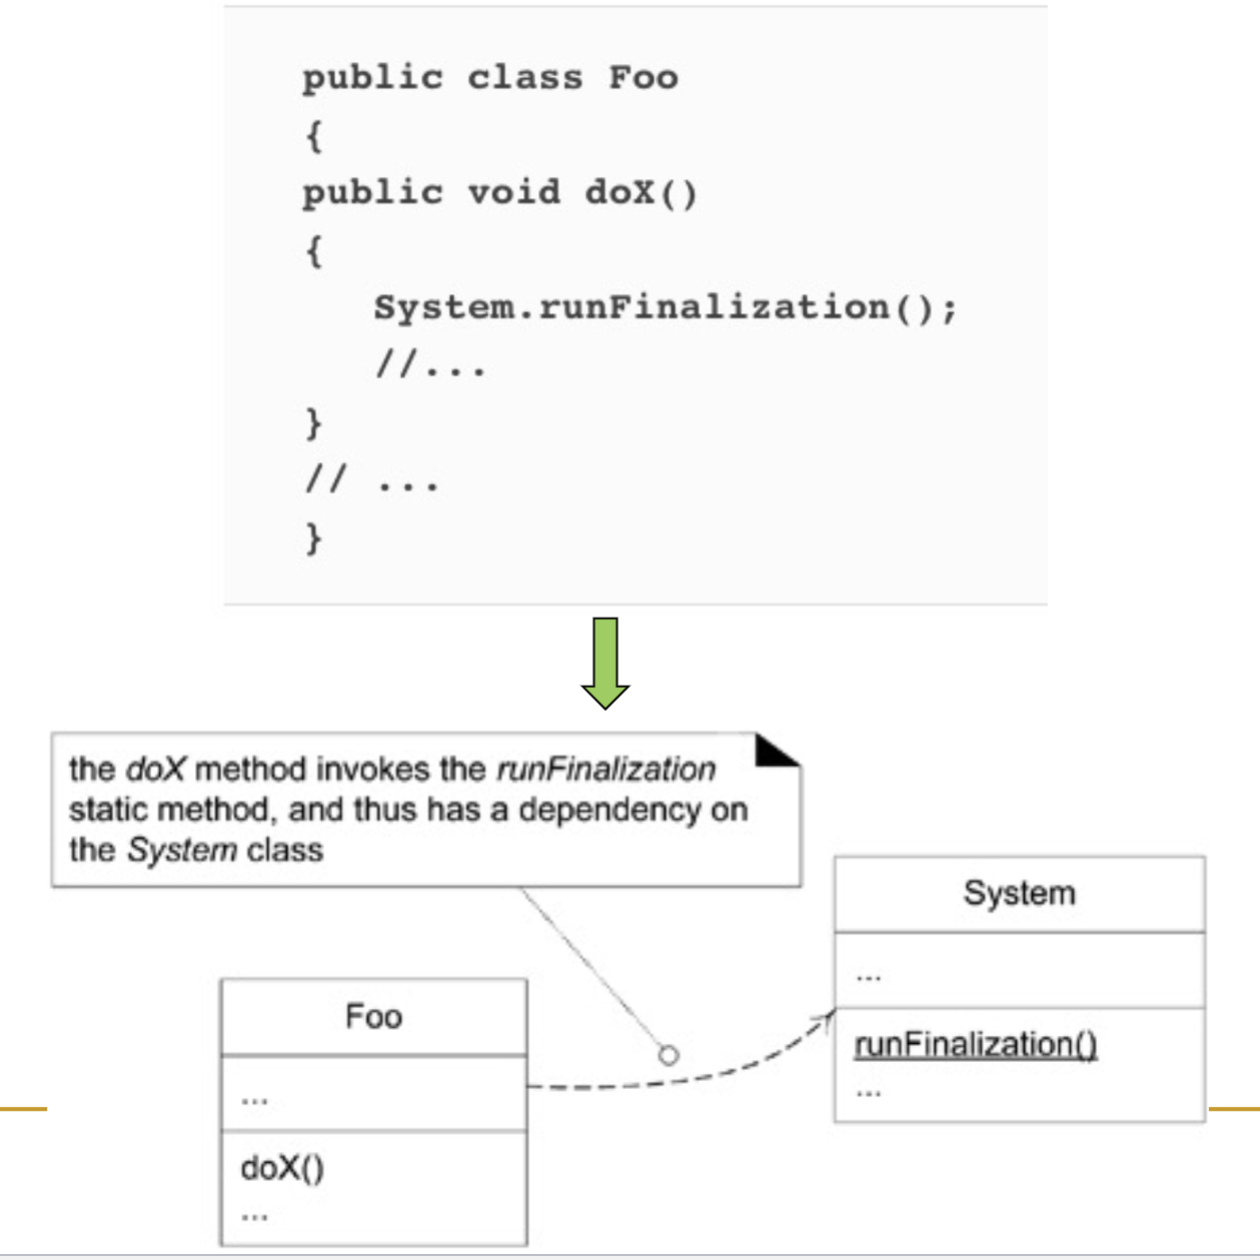 public class Foo
{
public void doX()
{
System.runFinalization();
//...
}
// ...
}
the doX method invokes the runFinalization
static method, and thus has a dependency on
the System class
System
...
runFinalization()
...
Foo
...
doX()
...